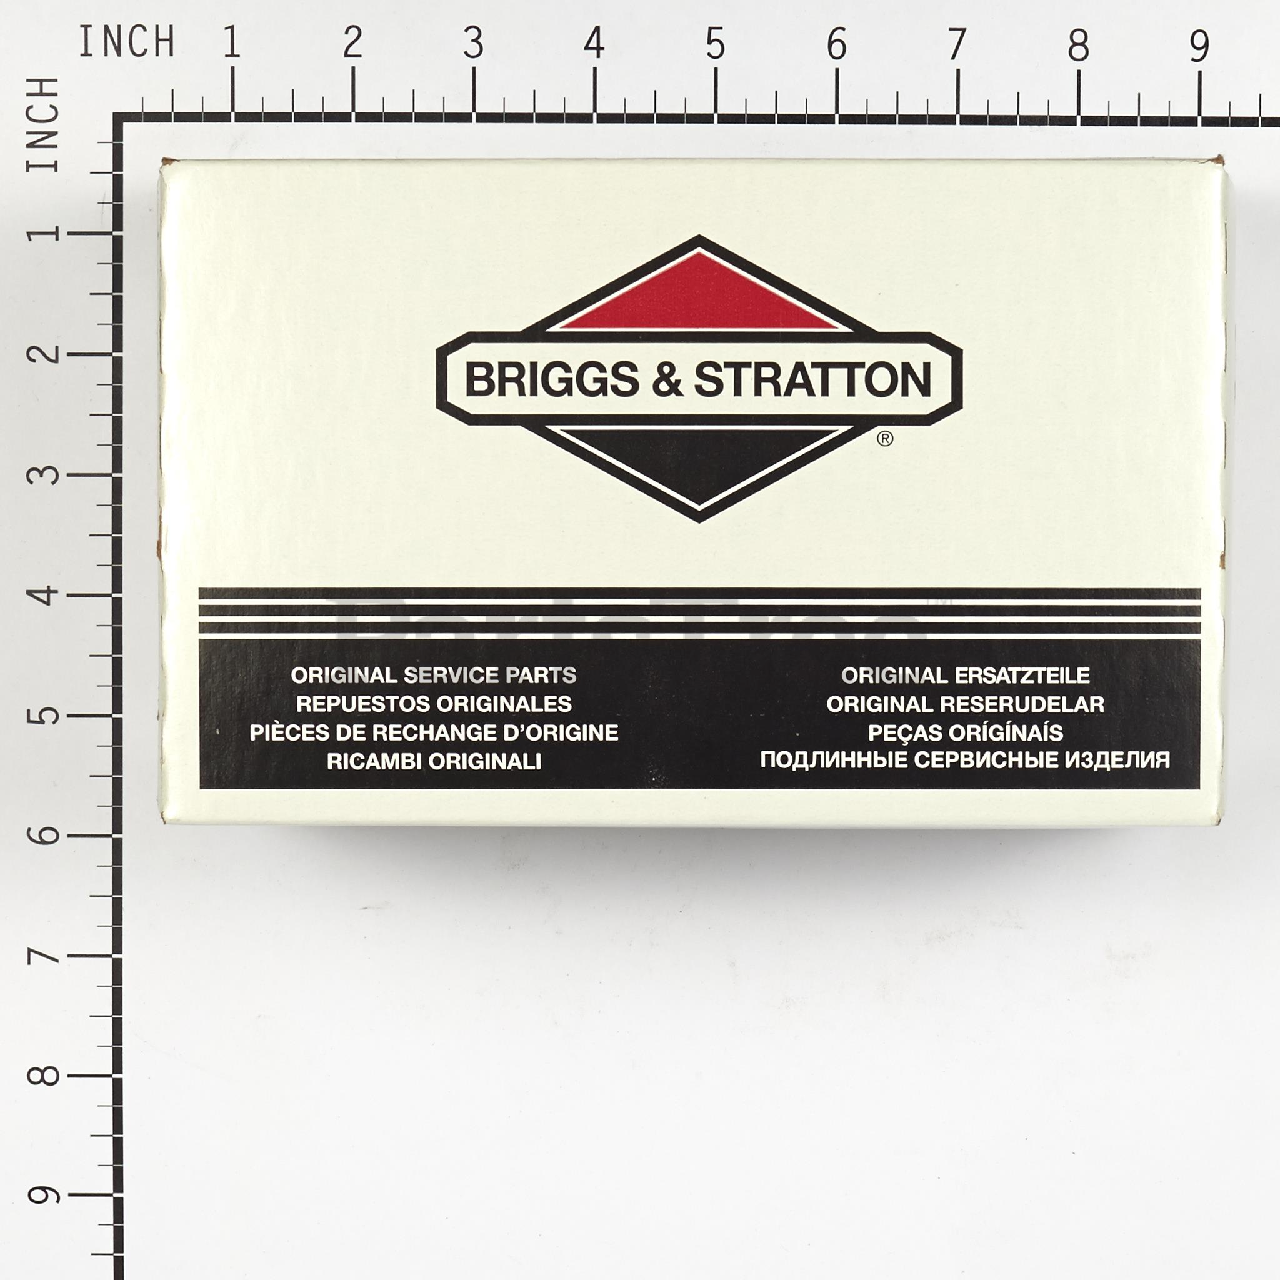 INCH 1 2 3 4 5 6 7 8 9
INCH 1 2 3 4 5 6 7 8 9
BRIGGS & STRATTON ®
ORIGINAL SERVICE PARTS
REPUESTOS ORIGINALES
PIÈCES DE RECHANGE D'ORIGINE
RICAMBI ORIGINALI
ORIGINAL ERSATZTEILE
ORIGINAL RESERUDELAR
PEÇAS ORÍGÍNAÍS
ПОДЛИННЫЕ СЕРВИСНЫЕ ИЗДЕЛИЯ